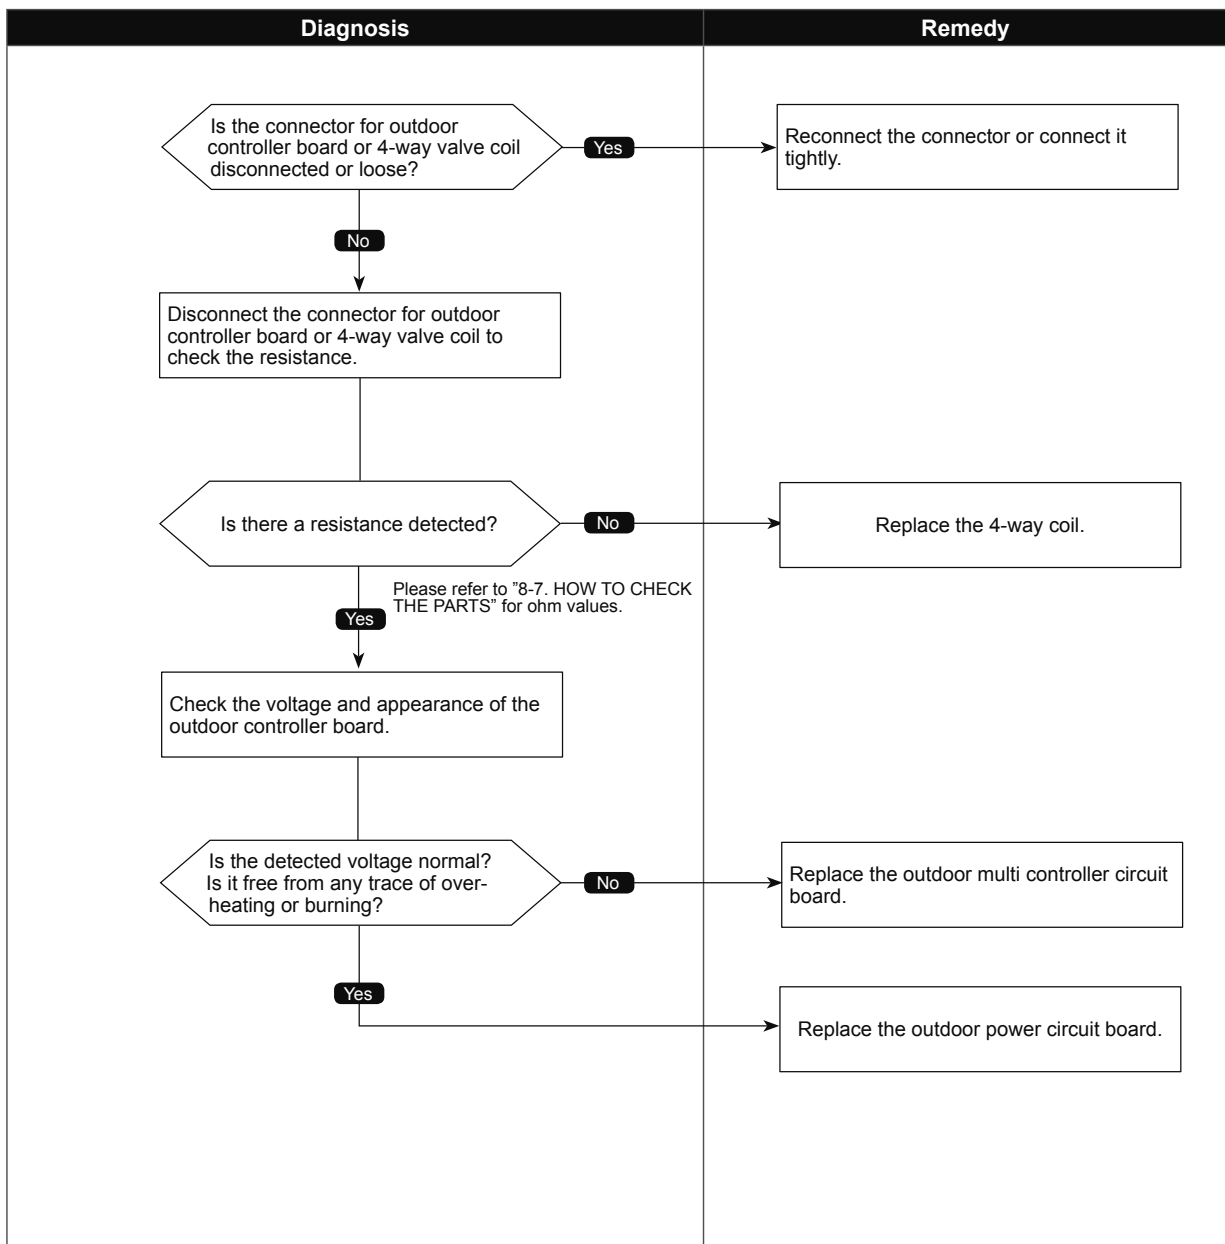 Diagnosis
Remedy
Is the connector for outdoor
controller board or 4-way valve coil
disconnected or loose?
Yes
Reconnect the connector or connect it
tightly.
No
Disconnect the connector for outdoor
controller board or 4-way valve coil to
check the resistance.
Is there a resistance detected?
No
Replace the 4-way coil.
Please refer to ”8-7. HOW TO CHECK
THE PARTS” for ohm values.
Yes
Check the voltage and appearance of the
outdoor controller board.
Is the detected voltage normal?
Is it free from any trace of over-
heating or burning?
No
Replace the outdoor multi controller circuit
board.
Yes
Replace the outdoor power circuit board.